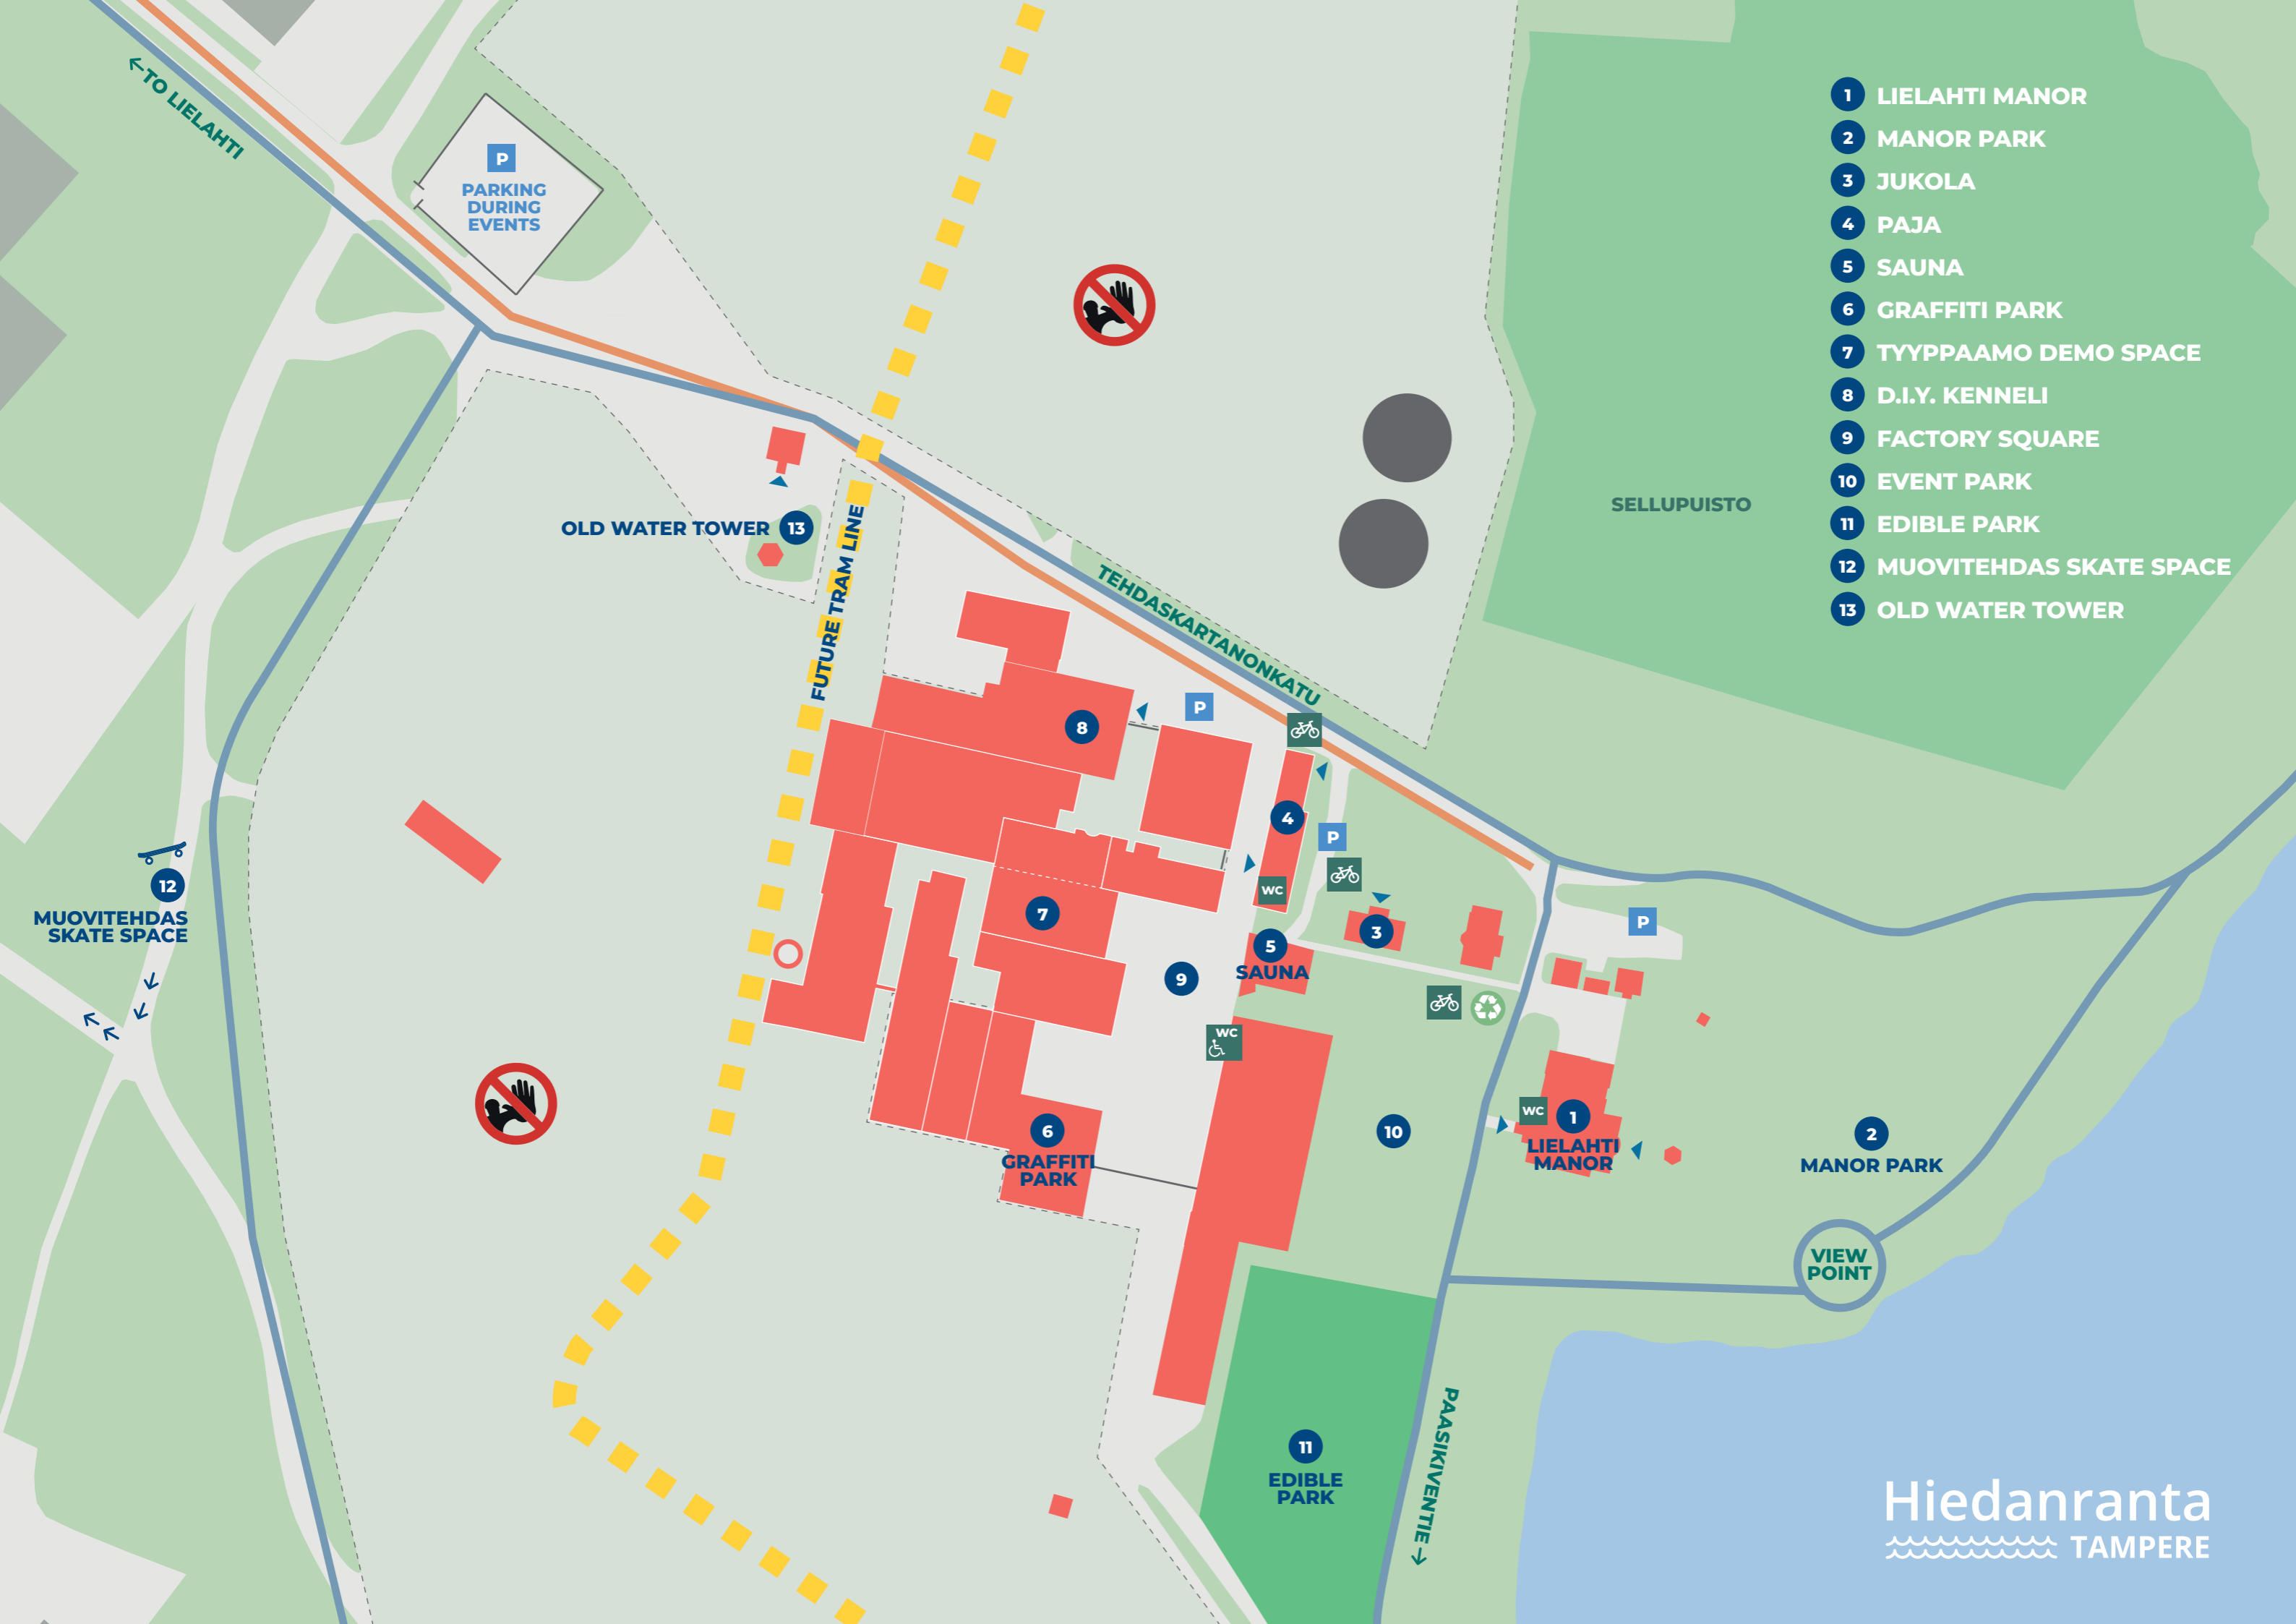 ←TO LIELAHTI
P
PARKING
DURING
EVENTS
1 LIELAHTI MANOR
2 MANOR PARK
3 JUKOLA
4 PAJA
5 SAUNA
6 GRAFFITI PARK
7 TYYPPAAMO DEMO SPACE
8 D.I.Y. KENNELI
9 FACTORY SQUARE
10 EVENT PARK
11 EDIBLE PARK
12 MUOVITEHDAS SKATE SPACE
13 OLD WATER TOWER
SELLUPUISTO
OLD WATER TOWER 13
FUTURE TRAM LINE
TEHDASKARTANONKATU
8
P
4
P
WC
12
MUOVITEHDAS
SKATE SPACE
7
3
P
5
SAUNA
9
WC
6
GRAFFITI
PARK
10
WC
1
LIELAHTI
MANOR
2
MANOR PARK
VIEW
POINT
11
EDIBLE
PARK
PAASIKIVENTIE→
Hiedanranta
TAMPERE